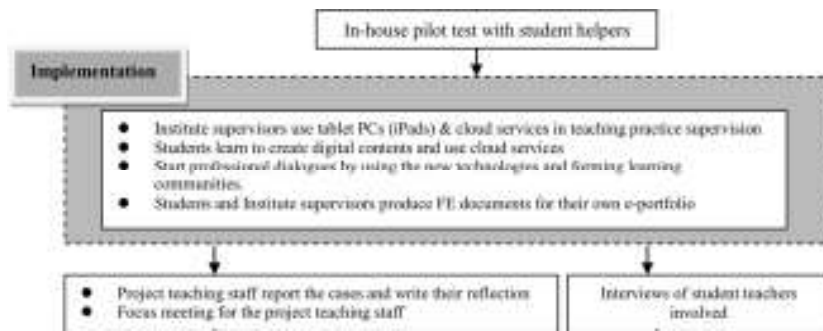 In-house pilot test with student helpers
Implementation
● Institute supervisors use tablet PCs (iPads) & cloud services in teaching practice supervision
● Students learn to create digital contents and use cloud services
● Start professional dialogues by using the new technologies and forming learning
communities.
● Students and Institute supervisors produce FE documents for their own e-portfolio
● Project teaching staff report the cases and write their reflection
● Focus meeting for the project teaching staff
Interviews of student teachers
involved